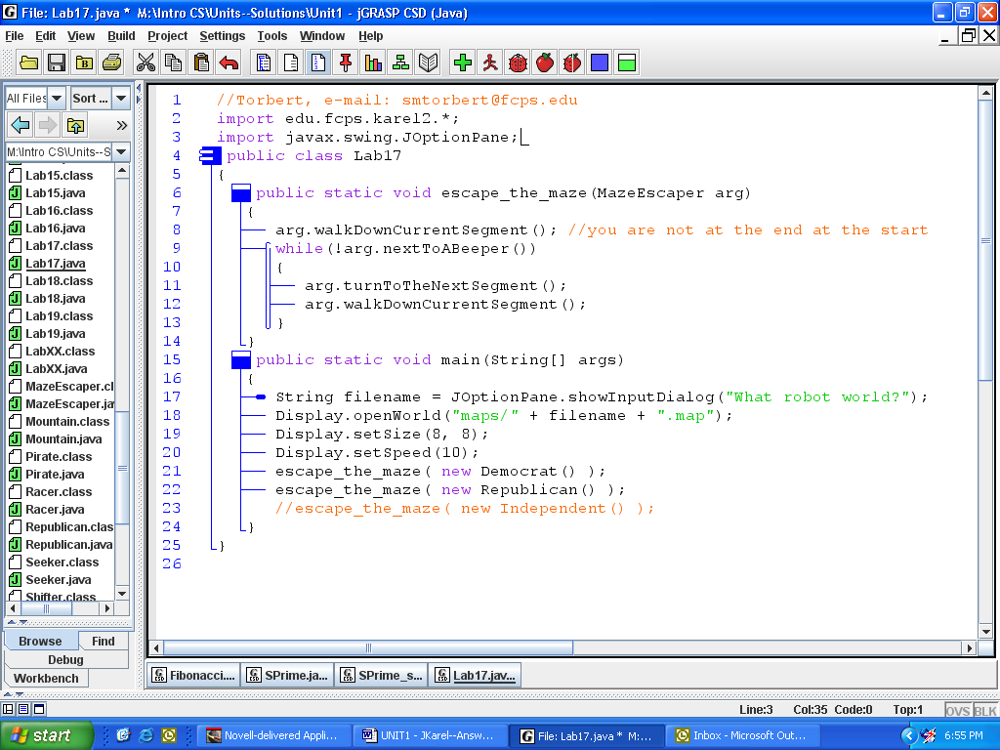 File: Lab17.java * M:\Intro CS\Units--Solutions\Unit1 - jGRASP CSD (Java)
File Edit View Build Project Settings Tools Window Help
All Files Sort ...
M:\Intro CS\Units--S
Lab15.class
Lab15.java
Lab16.class
Lab16.java
Lab17.class
Lab17.java
Lab18.class
Lab18.java
Lab19.class
Lab19.java
LabXX.class
LabXX.java
MazeEscaper.cl
MazeEscaper.ja
Mountain.class
Mountain.java
Pirate.class
Pirate.java
Racer.class
Racer.java
Republican.clas
Republican.java
Seeker.class
Seeker.java
Shifter.class
Browse Find
Debug
Workbench
1 //Torbert, e-mail: smtorbert@fcps.edu
2 import edu.fcps.karel2.*;
3 import javax.swing.JOptionPane;
4 public class Lab17
5 {
6 public static void escape_the_maze(MazeEscaper arg)
7 {
8 arg.walkDownCurrentSegment(); //you are not at the end at the start
9 while(!arg.nextToABeeper())
10 {
11 arg.turnToTheNextSegment();
12 arg.walkDownCurrentSegment();
13 }
14 }
15 public static void main(String[] args)
16 {
17 String filename = JOptionPane.showInputDialog("What robot world?");
18 Display.openWorld("maps/" + filename + ".map");
19 Display.setSize(8, 8);
20 Display.setSpeed(10);
21 escape_the_maze( new Democrat() );
22 escape_the_maze( new Republican() );
23 //escape_the_maze( new Independent() );
24 }
25 }
26
Fibonacci.... SPrime.ja... SPrime_s... Lab17.jav...
Line:3 Col:35 Code:0 Top:1 OVS BLK
start Novell-delivered Appli... UNIT1 - JKarel--Answ... File: Lab17.java * M:... Inbox - Microsoft Out... 6:55 PM